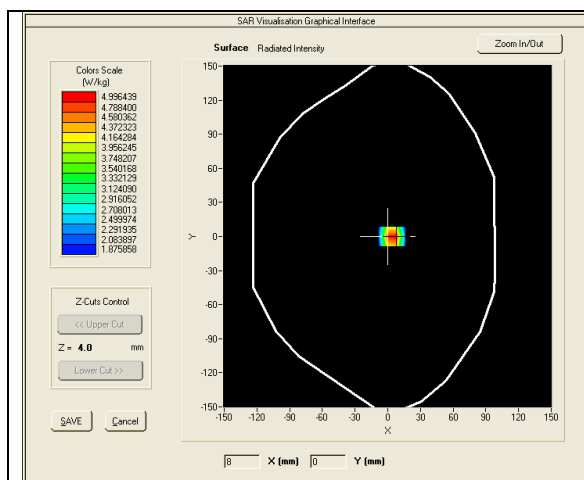 SAR Visualisation Graphical Interface
Surface Radiated Intensity
Zoom In/Out
Colors Scale
(W/kg)
4.996439
4.788400
4.580362
4.372323
4.164284
3.956245
3.748207
3.540168
3.332129
3.124090
2.916052
2.708013
2.499974
2.291935
2.083897
1.875858
Z-Cuts Control
<< Upper Cut
Z = 4.0 mm
Lower Cut >>
SAVE Cancel
150
120
90
60
30
0
-30
-60
-90
-120
-150
Y
-150 -120 -90 -60 -30 0 30 60 90 120 150
X
8 X (mm) 0 Y (mm)